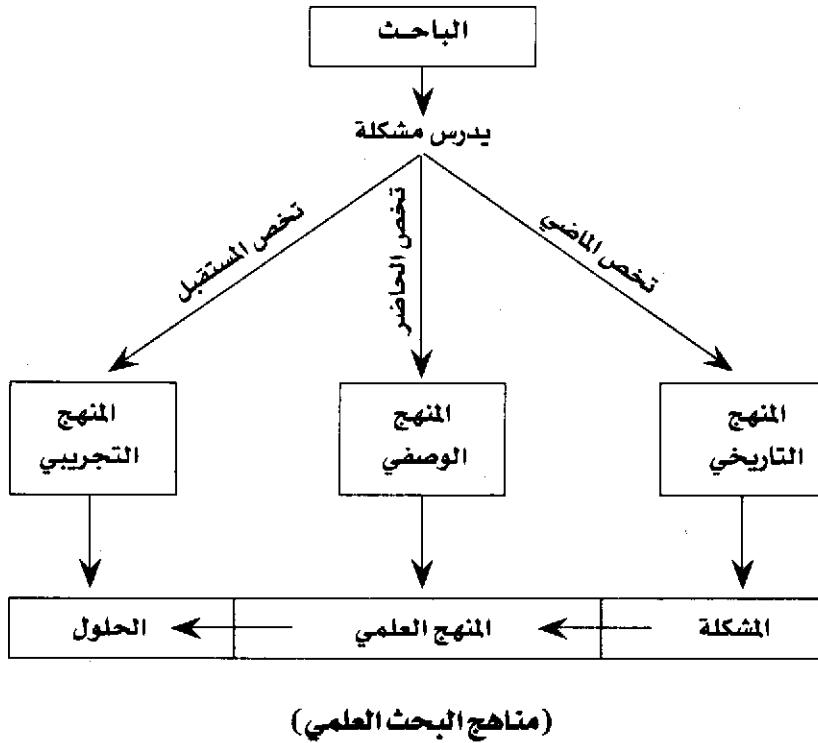 الباحث
يدرس مشكلة
تخص الماضي
تخص الحاضر
تخص المستقبل
المنهج
التاريخي
المنهج
الوصفي
المنهج
التجريبي
المشكلة
المنهج العلمي
الحلول
(مناهج البحث العلمي)